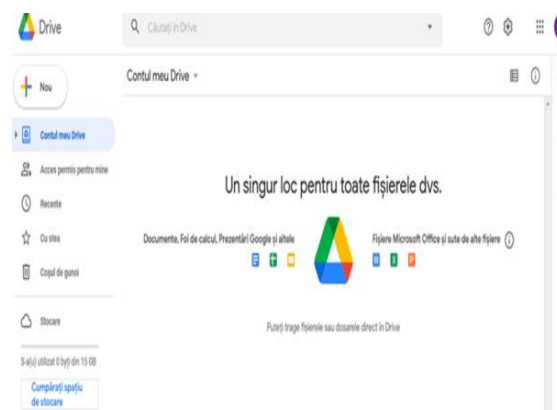 Drive
Căutați în Drive
Nou
Contul meu Drive
Contul meu Drive
Acces permis pentru mine
Recente
Cu stea
Coșul de gunoi
Stocare
S-a(u) utilizat 0 byți din 15 GB
Cumpărați spațiu
de stocare
Un singur loc pentru toate fișierele dvs.
Documente, Foi de calcul, Prezentări Google și altele
Fișiere Microsoft Office și sute de alte fișiere
W X P
Puteți trage fișierele sau dosarele direct în Drive